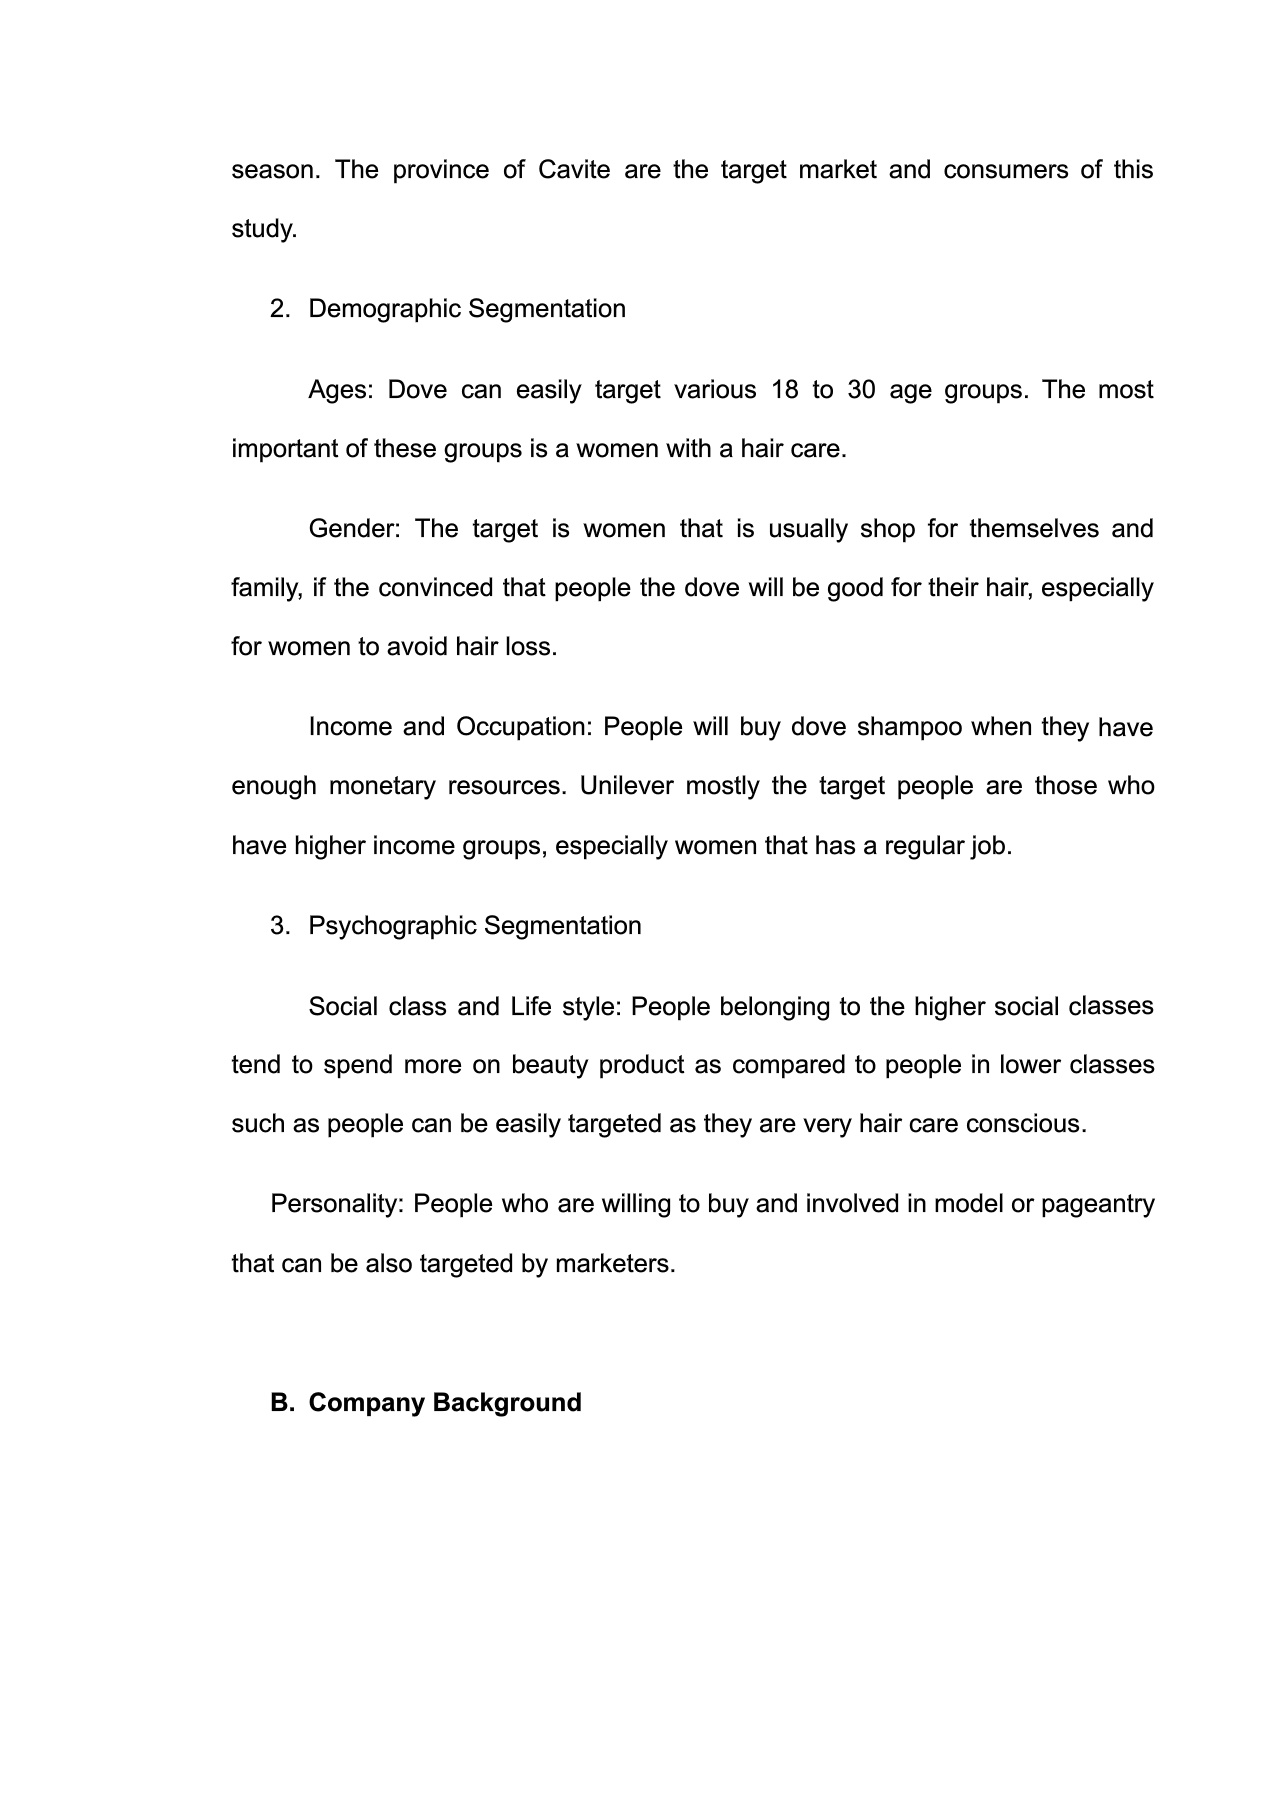 season. The province of Cavite are the target market and consumers of this
study.
2. Demographic Segmentation
Ages: Dove can easily target various 18 to 30 age groups. The most
important of these groups is a women with a hair care.
Gender: The target is women that is usually shop for themselves and
family, if the convinced that people the dove will be good for their hair, especially
for women to avoid hair loss.
Income and Occupation: People will buy dove shampoo when they have
enough monetary resources. Unilever mostly the target people are those who
have higher income groups, especially women that has a regular job.
3. Psychographic Segmentation
Social class and Life style: People belonging to the higher social classes
tend to spend more on beauty product as compared to people in lower classes
such as people can be easily targeted as they are very hair care conscious.
Personality: People who are willing to buy and involved in model or pageantry
that can be also targeted by marketers.
B. Company Background